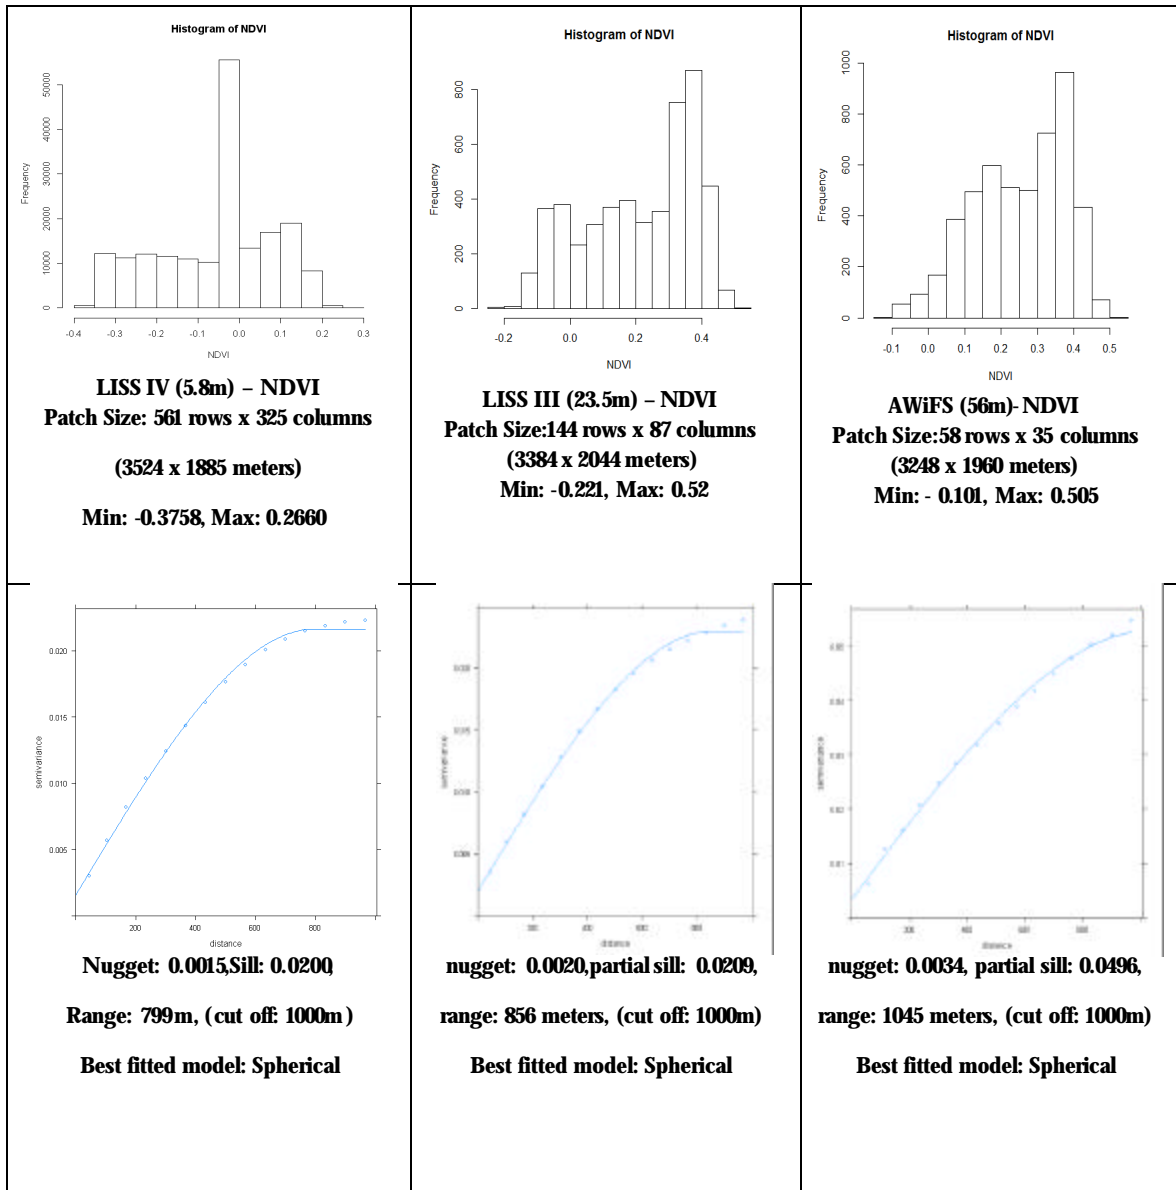 Histogram of NDVI
Frequency
50000
40000
30000
20000
10000
0
-0.4 -0.3 -0.2 -0.1 0.0 0.1 0.2 0.3
NDVI
LISS IV (5.8m) – NDVI
Patch Size: 561 rows x 325 columns
(3524 x 1885 meters)
Min: -0.3758, Max: 0.2660
Histogram of NDVI
Frequency
800
600
400
200
0
-0.2 0.0 0.2 0.4
NDVI
LISS III (23.5m) – NDVI
Patch Size:144 rows x 87 columns
(3384 x 2044 meters)
Min: -0.221, Max: 0.52
Histogram of NDVI
Frequency
1000
800
600
400
200
0
-0.1 0.0 0.1 0.2 0.3 0.4 0.5
NDVI
AWiFS (56m)- NDVI
Patch Size:58 rows x 35 columns
(3248 x 1960 meters)
Min: - 0.101, Max: 0.505
semivariance
0.020
0.015
0.010
0.005
200 400 600 800
distance
Nugget: 0.0015,Sill: 0.0200,
Range: 799m, (cut off: 1000m)
Best fitted model: Spherical
semivariance
200 400 600 800
distance
nugget: 0.0020,partial sill: 0.0209,
range: 856 meters, (cut off: 1000m)
Best fitted model: Spherical
semivariance
distance
nugget: 0.0034, partial sill: 0.0496,
range: 1045 meters, (cut off: 1000m)
Best fitted model: Spherical